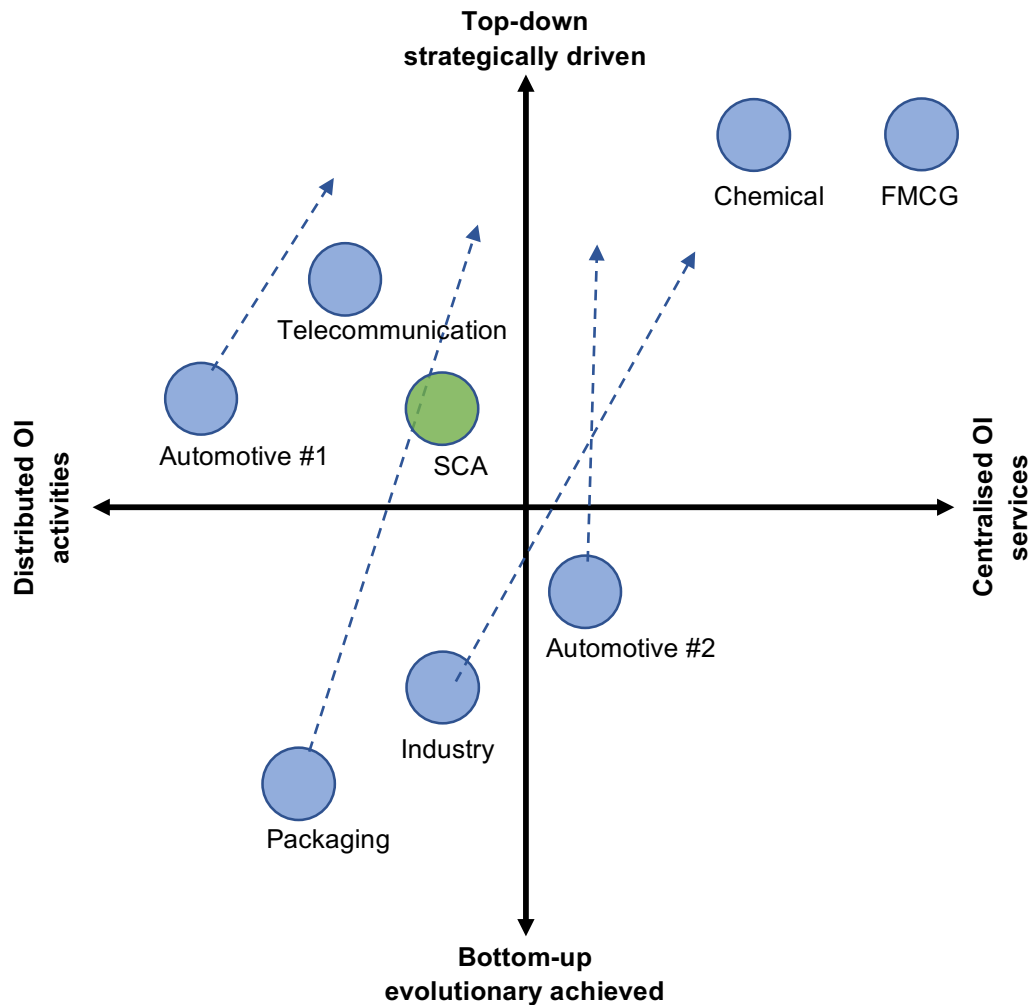 Top-down
strategically driven
Chemical
FMCG
Telecommunication
Automotive #1
SCA
Distributed OI
activities
Centralised OI
services
Automotive #2
Industry
Packaging
Bottom-up
evolutionary achieved